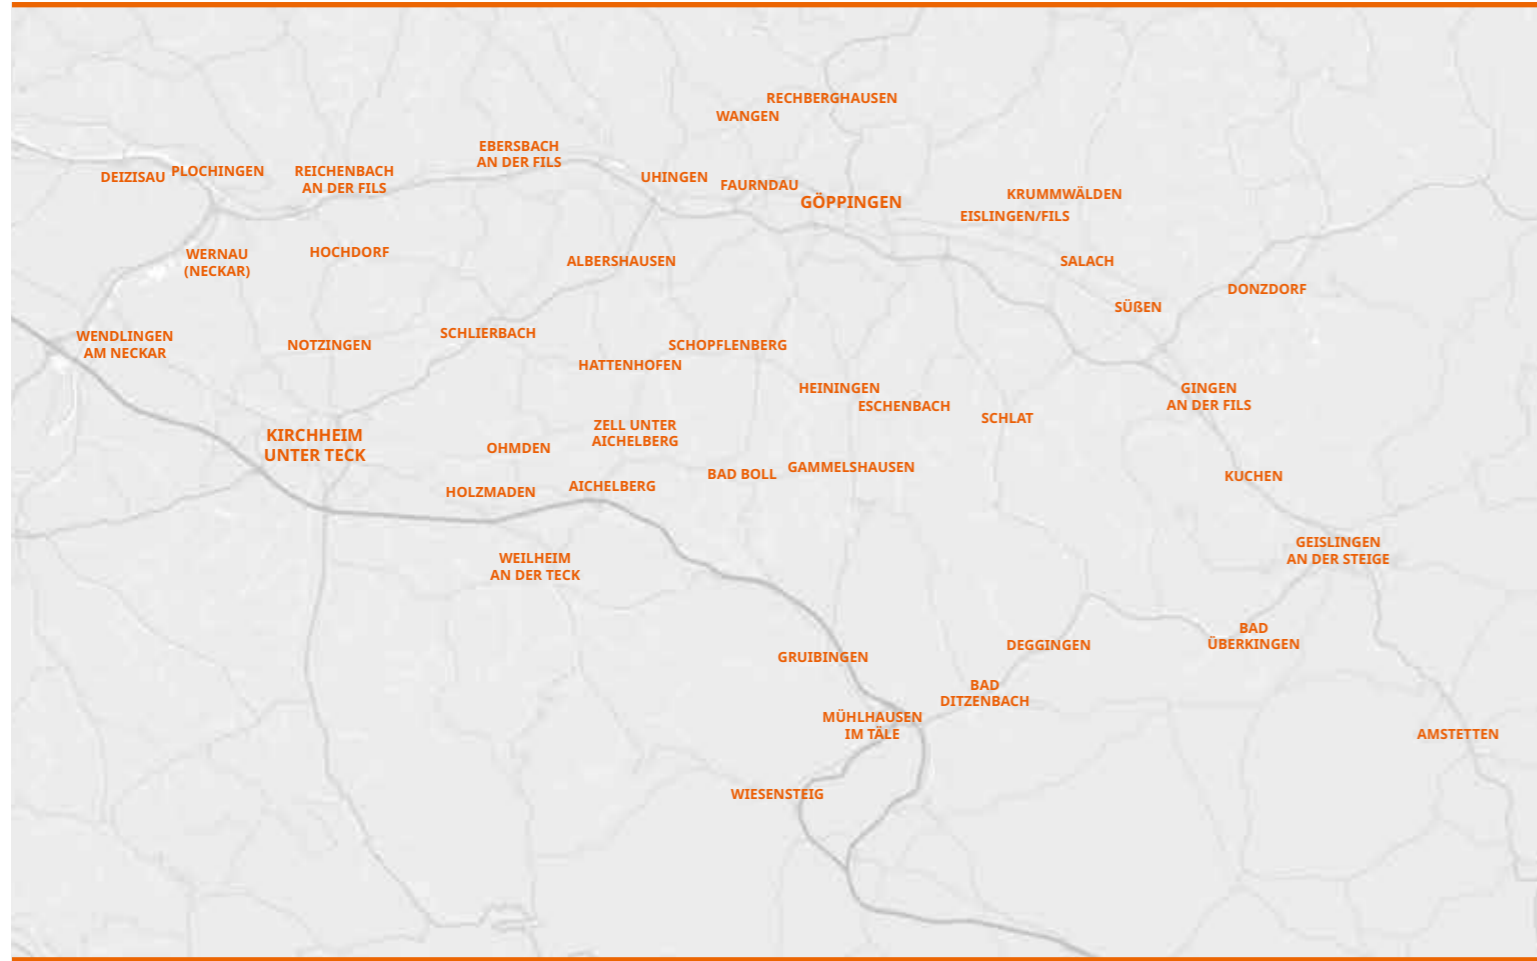 RECHBERGHAUSEN
WANGEN
EBERSBACH
AN DER FILS
DEIZISAU
PLOCHINGEN
REICHENBACH
AN DER FILS
UHINGEN
FAURNDAU
GÖPPINGEN
KRUMMWÄLDEN
EISLINGEN/FILS
WERNAU
(NECKAR)
HOCHDORF
ALBERSHAUSEN
SALACH
DONZDORF
SÜßEN
WENDLINGEN
AM NECKAR
NOTZINGEN
SCHLIERBACH
SCHOPFLENBERG
HATTENHOFEN
HEININGEN
ESCHENBACH
SCHLAT
GINGEN
AN DER FILS
KIRCHHEIM
UNTER TECK
OHMDEN
ZELL UNTER
AICHELBERG
BAD BOLL
GAMMELSHAUSEN
KUCHEN
HOLZMADEN
AICHELBERG
WEILHEIM
AN DER TECK
GEISLINGEN
AN DER STEIGE
GRUIBINGEN
DEGGINGEN
BAD
ÜBERKINGEN
BAD
DITZENBACH
MÜHLHAUSEN
IM TÄLE
AMSTETTEN
WIESENSTEIG